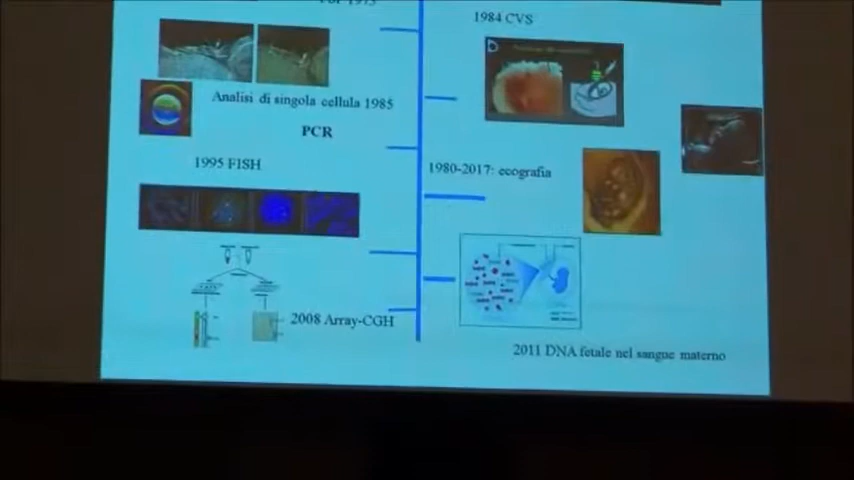 1984 CVS
Analisi di singola cellula 1985
PCR
1995 FISH
1980-2017: ecografia
2008 Array-CGH
2011 DNA fetale nel sangue materno